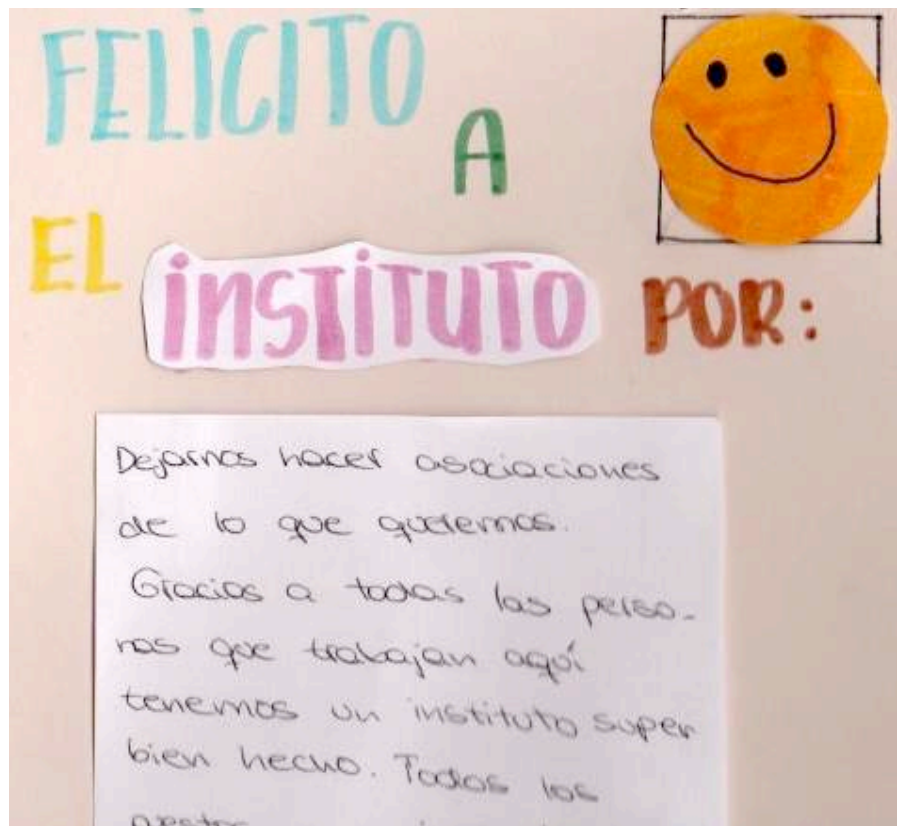 FELICITO
A
EL INSTITUTO POR:
Dejarnos hacer asociaciones
de lo que queremos.
Gracias a todas las perso-
nas que trabajan aquí
tenemos un instituto super
bien hecho. Todos los